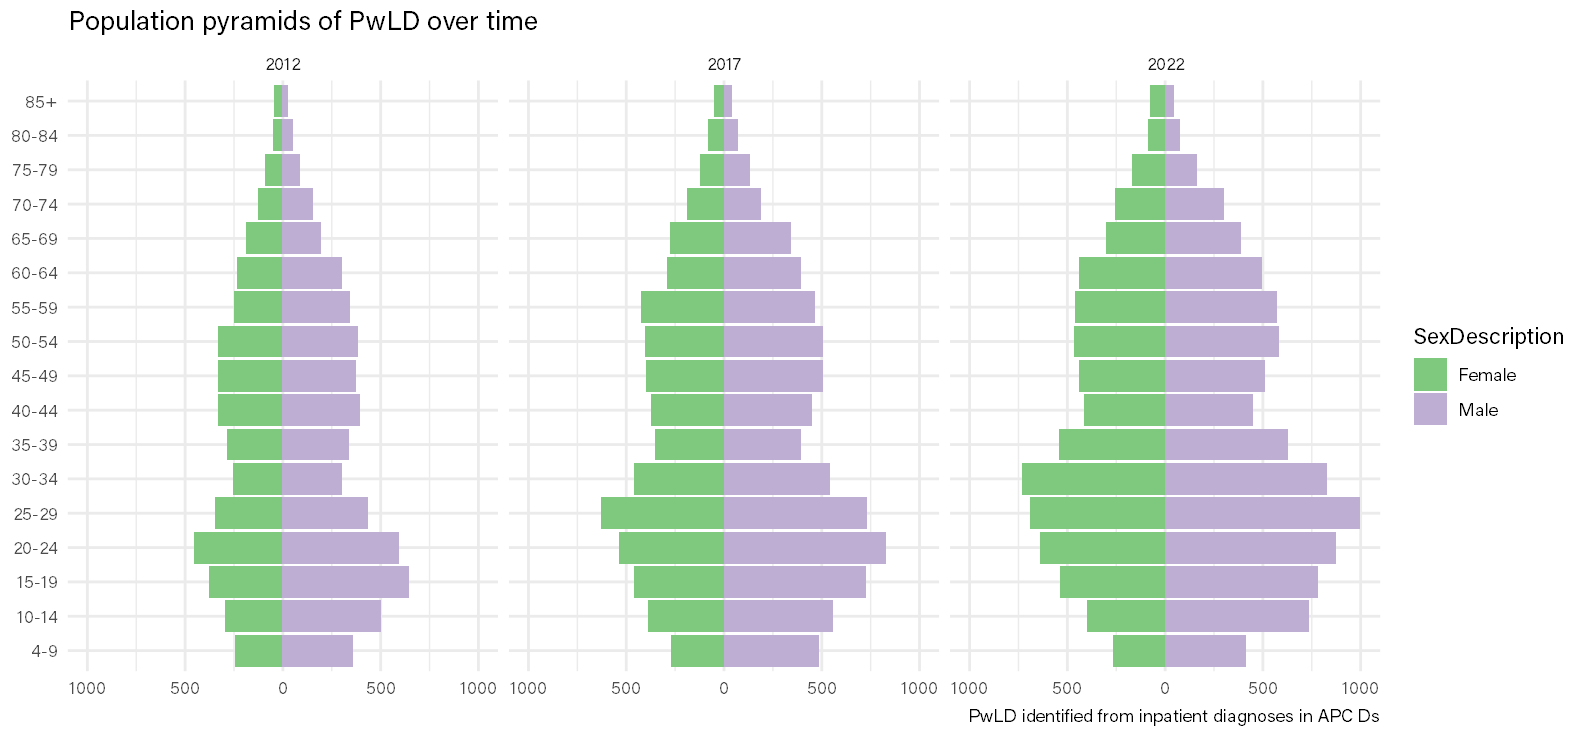 Population pyramids of PwLD over time
2012 2017 2022
85+
80-84
75-79
70-74
65-69
60-64
55-59
50-54
45-49
40-44
35-39
30-34
25-29
20-24
15-19
10-14
4-9
1000 500 0 500 1000 1000 500 0 500 1000 1000 500 0 500 1000
PwLD identified from inpatient diagnoses in APC Ds
SexDescription
Female
Male